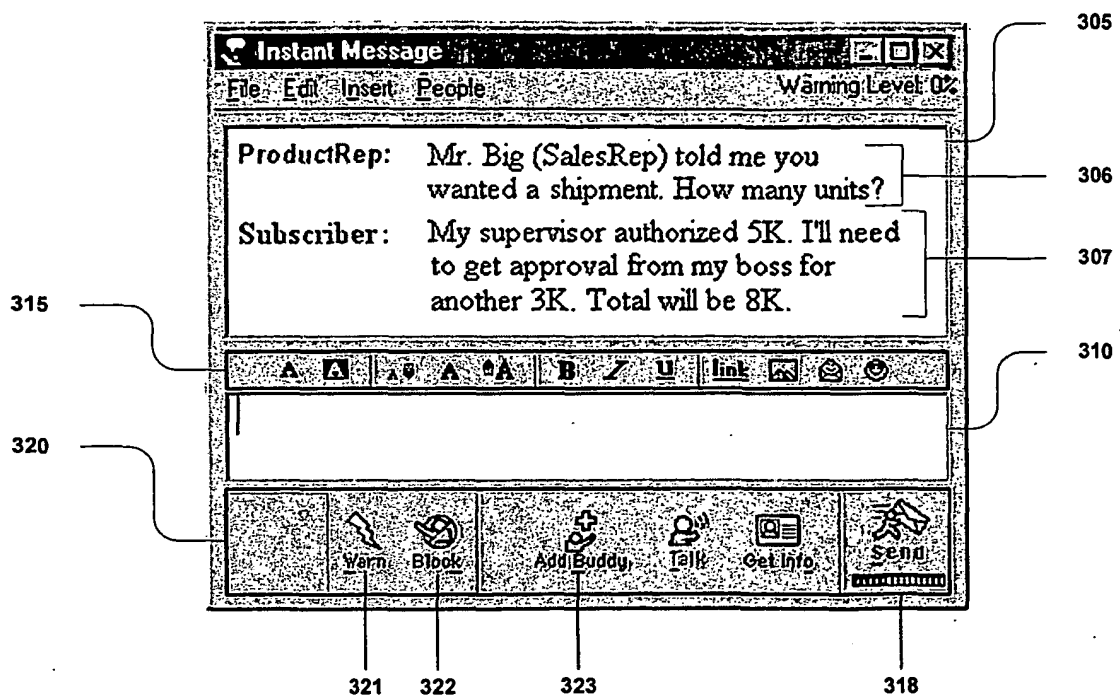 305
Instant Message
File Edit Insert People Warning Level: 0%
ProductRep: Mr. Big (SalesRep) told me you
wanted a shipment. How many units?
306
Subscriber: My supervisor authorized 5K. I'll need
to get approval from my boss for
another 3K. Total will be 8K.
307
315
A A A A A B I U link
310
320
Warn Block Add Buddy Talk Get Info Send
321 322 323 318